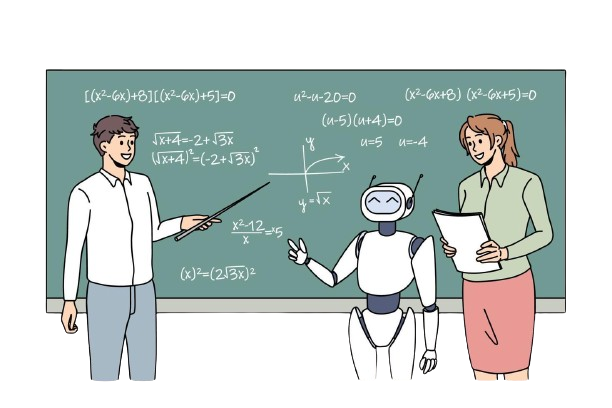 [(x²-6x)+8][(x²-6x)+5]=0
u²-u-20=0
(x²-6x+8) (x²-6x+5)=0
(u-5)(u+4)=0
u=5 u=-4
√x+4=-2+√3x
(√x+4)²=(-2+√3x)²
y
x
y=√x
x²-12
x
=5
(x)²=(2√3x)²